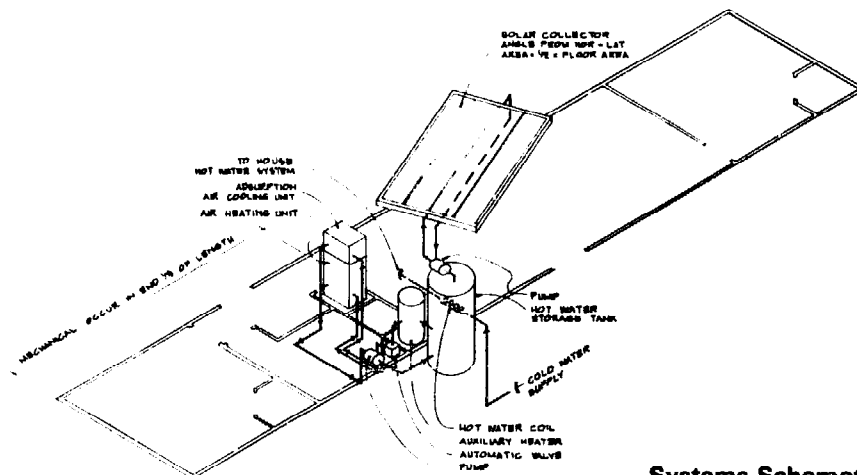 SOLAR COLLECTOR
ANGLE FROM HOR = LAT
AREA = 1/2 x FLOOR AREA
TO HOUSE
HOT WATER SYSTEM
ABSORPTION
AIR COOLING UNIT
AIR HEATING UNIT
MECHANICAL OCCUR IN END 1/3 OF LENGTH
PUMP
HOT WATER
STORAGE TANK
COLD WATER
SUPPLY
HOT WATER COIL
AUXILIARY HEATER
AUTOMATIC VALVE
PUMP
Systems